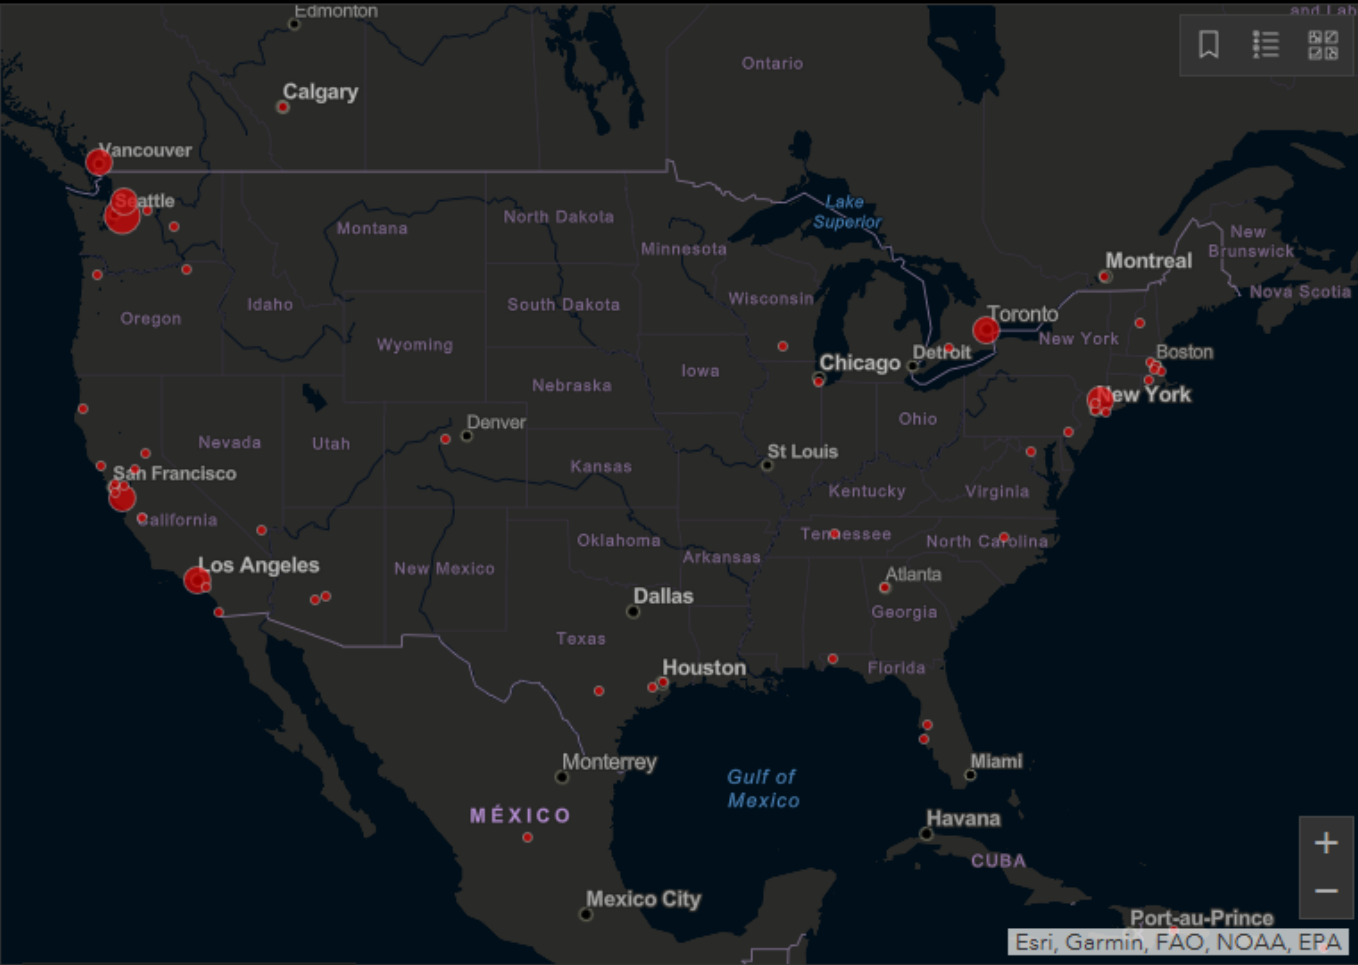 Edmonton
and Lab
Ontario
Calgary
Vancouver
Seattle
Lake
Superior
Montana
North Dakota
Minnesota
New
Brunswick
Montreal
Nova Scotia
Idaho
South Dakota
Wisconsin
Oregon
Toronto
New York
Wyoming
Detroit
Boston
Chicago
Iowa
Nebraska
New York
Ohio
Denver
Nevada
Utah
St Louis
Kansas
San Francisco
Kentucky
Virginia
California
Tennessee
Oklahoma
North Carolina
Arkansas
Los Angeles
New Mexico
Atlanta
Dallas
Georgia
Texas
Houston
Florida
Monterrey
Miami
Gulf of
Mexico
MÉXICO
Havana
CUBA
Mexico City
Port-au-Prince
Esri, Garmin, FAO, NOAA, EPA